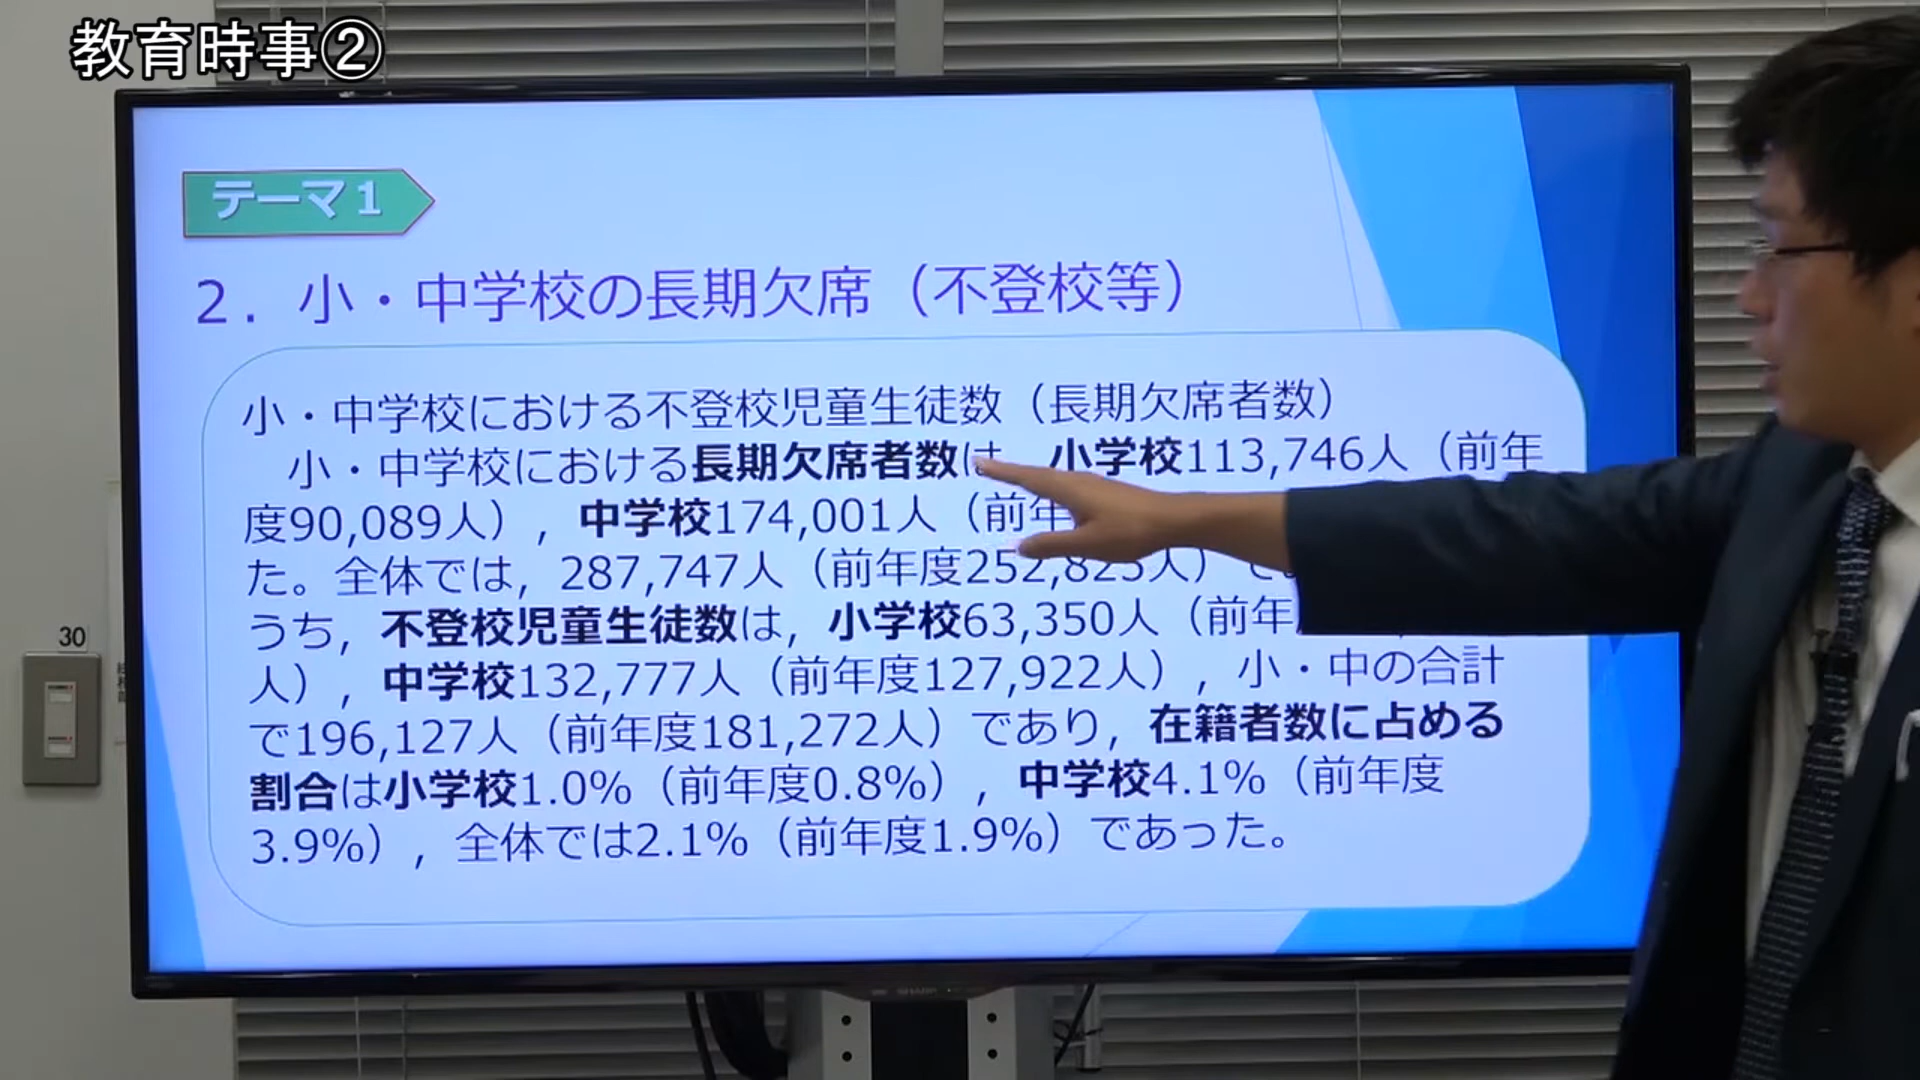 教育時事②
テーマ1
2．小・中学校の長期欠席（不登校等）
小・中学校における不登校児童生徒数（長期欠席者数）
小・中学校における長期欠席者数は，小学校113,746人（前年
度90,089人），中学校174,001人（前年
た。全体では，287,747人（前年度252,825人）
うち，不登校児童生徒数は，小学校63,350人（前年
人），中学校132,777人（前年度127,922人），小・中の合計
で196,127人（前年度181,272人）であり，在籍者数に占める
割合は小学校1.0%（前年度0.8%），中学校4.1%（前年度
3.9%），全体では2.1%（前年度1.9%）であった。
30